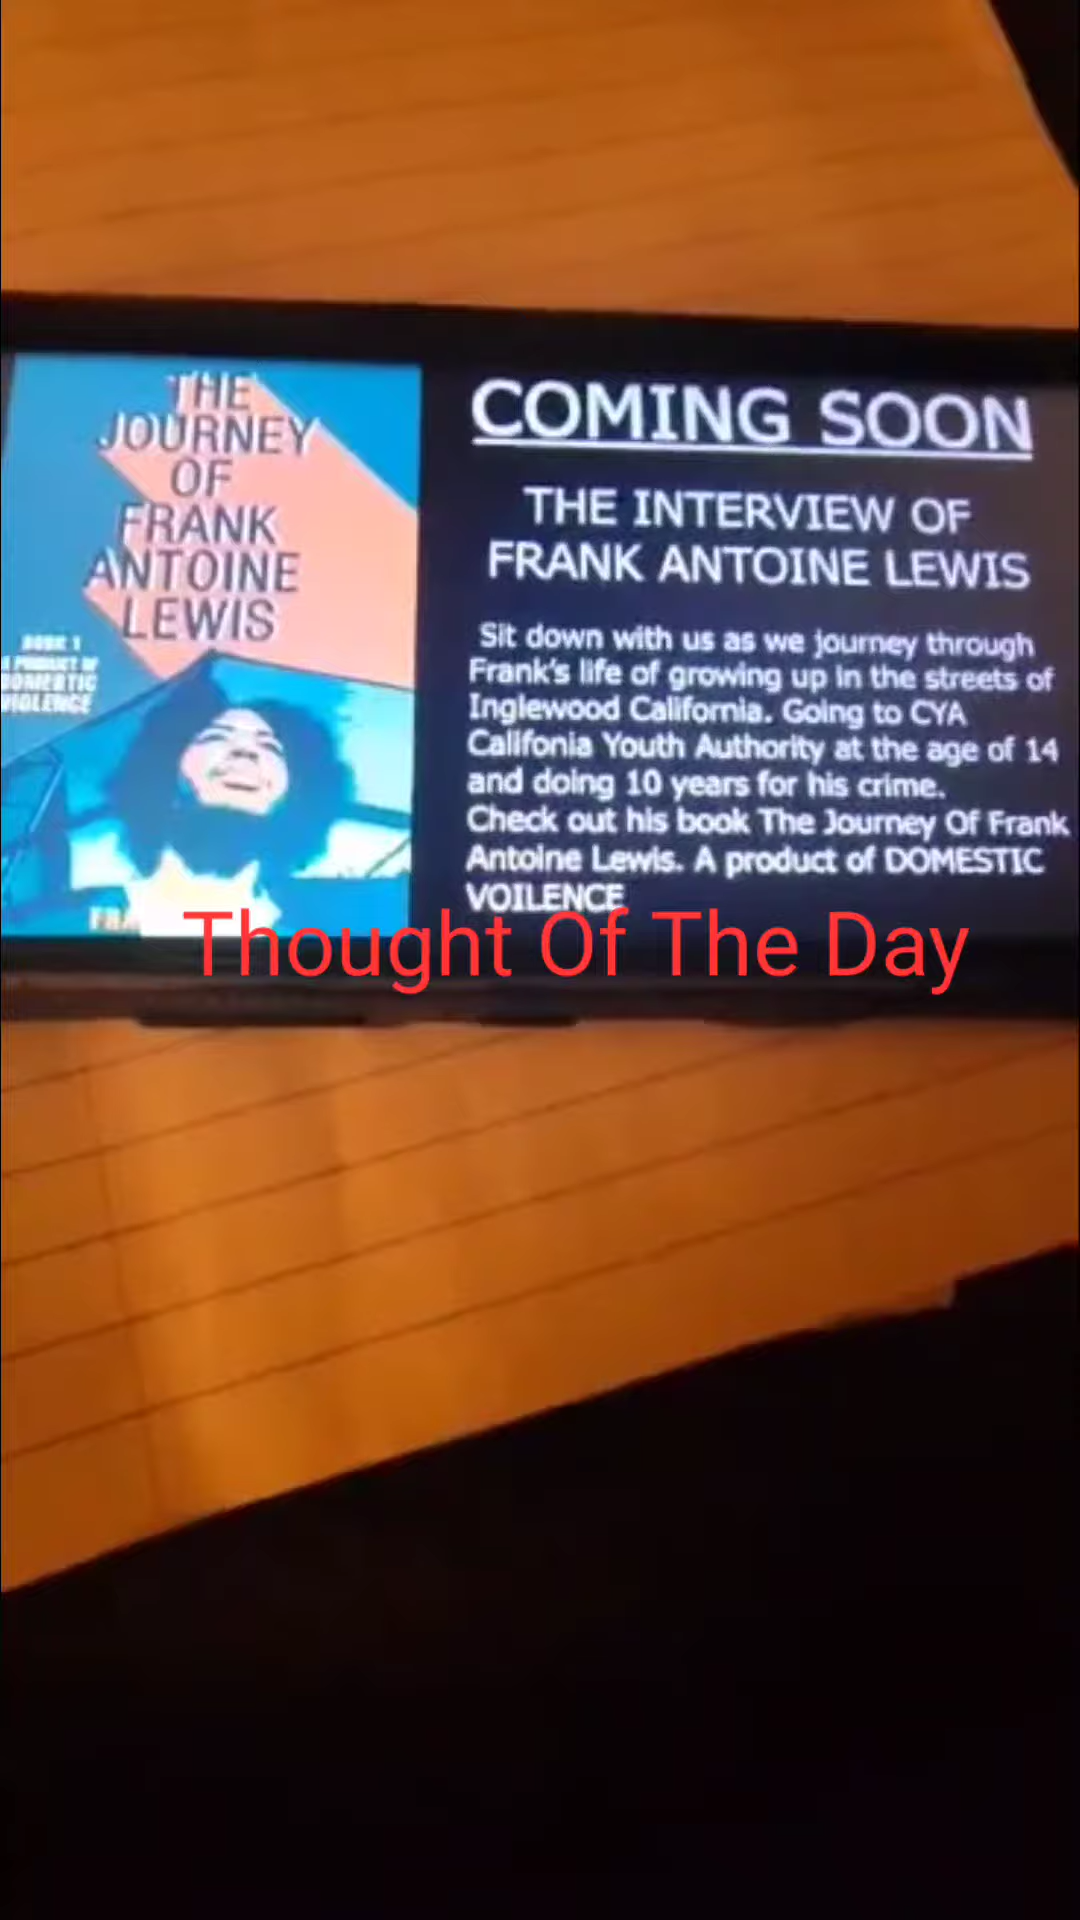 THE
JOURNEY
OF
FRANK
ANTOINE
LEWIS
BOOK 1
A PRODUCT OF
DOMESTIC
VIOLENCE
COMING SOON
THE INTERVIEW OF
FRANK ANTOINE LEWIS
Sit down with us as we journey through
Frank's life of growing up in the streets of
Inglewood California. Going to CYA
Califonia Youth Authority at the age of 14
and doing 10 years for his crime.
Check out his book The Journey Of Frank
Antoine Lewis. A product of DOMESTIC
VOILENCE
Thought Of The Day